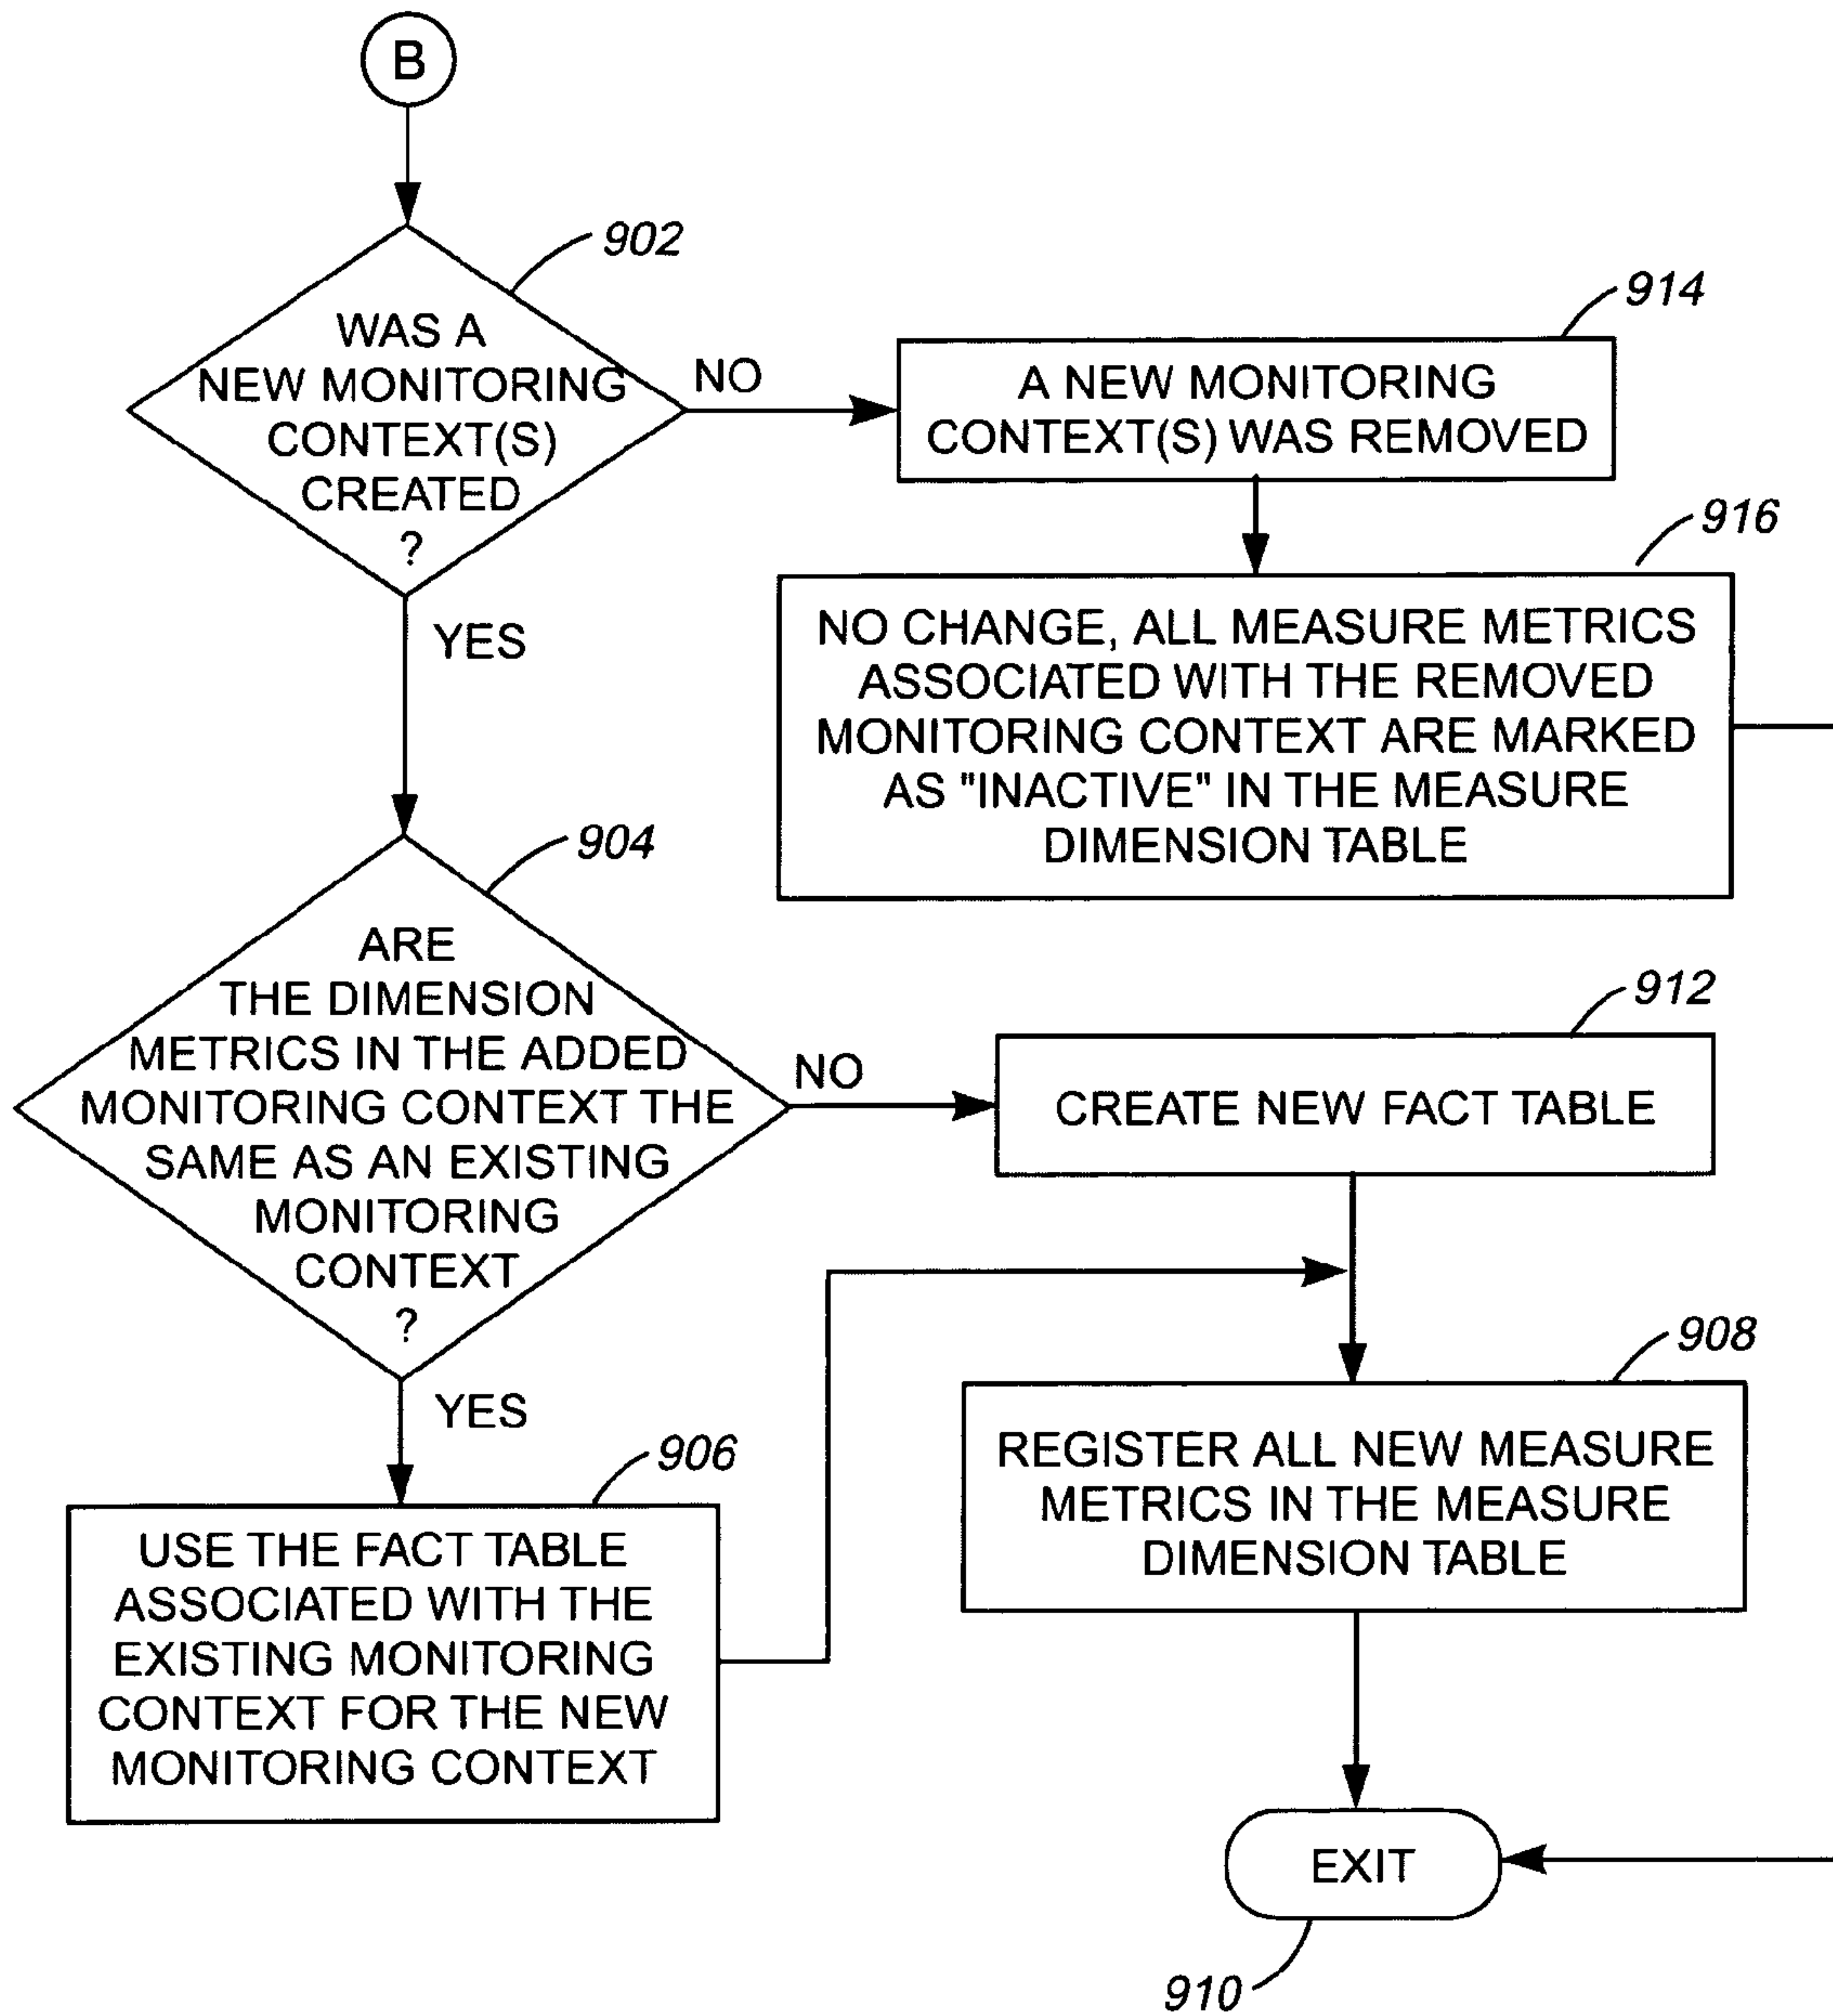 B
902
WAS A
NEW MONITORING
CONTEXT(S)
CREATED
?
NO
914
A NEW MONITORING
CONTEXT(S) WAS REMOVED
916
NO CHANGE, ALL MEASURE METRICS
ASSOCIATED WITH THE REMOVED
MONITORING CONTEXT ARE MARKED
AS "INACTIVE" IN THE MEASURE
DIMENSION TABLE
YES
904
ARE
THE DIMENSION
METRICS IN THE ADDED
MONITORING CONTEXT THE
SAME AS AN EXISTING
MONITORING
CONTEXT
?
NO
912
CREATE NEW FACT TABLE
YES
906
USE THE FACT TABLE
ASSOCIATED WITH THE
EXISTING MONITORING
CONTEXT FOR THE NEW
MONITORING CONTEXT
908
REGISTER ALL NEW MEASURE
METRICS IN THE MEASURE
DIMENSION TABLE
EXIT
910